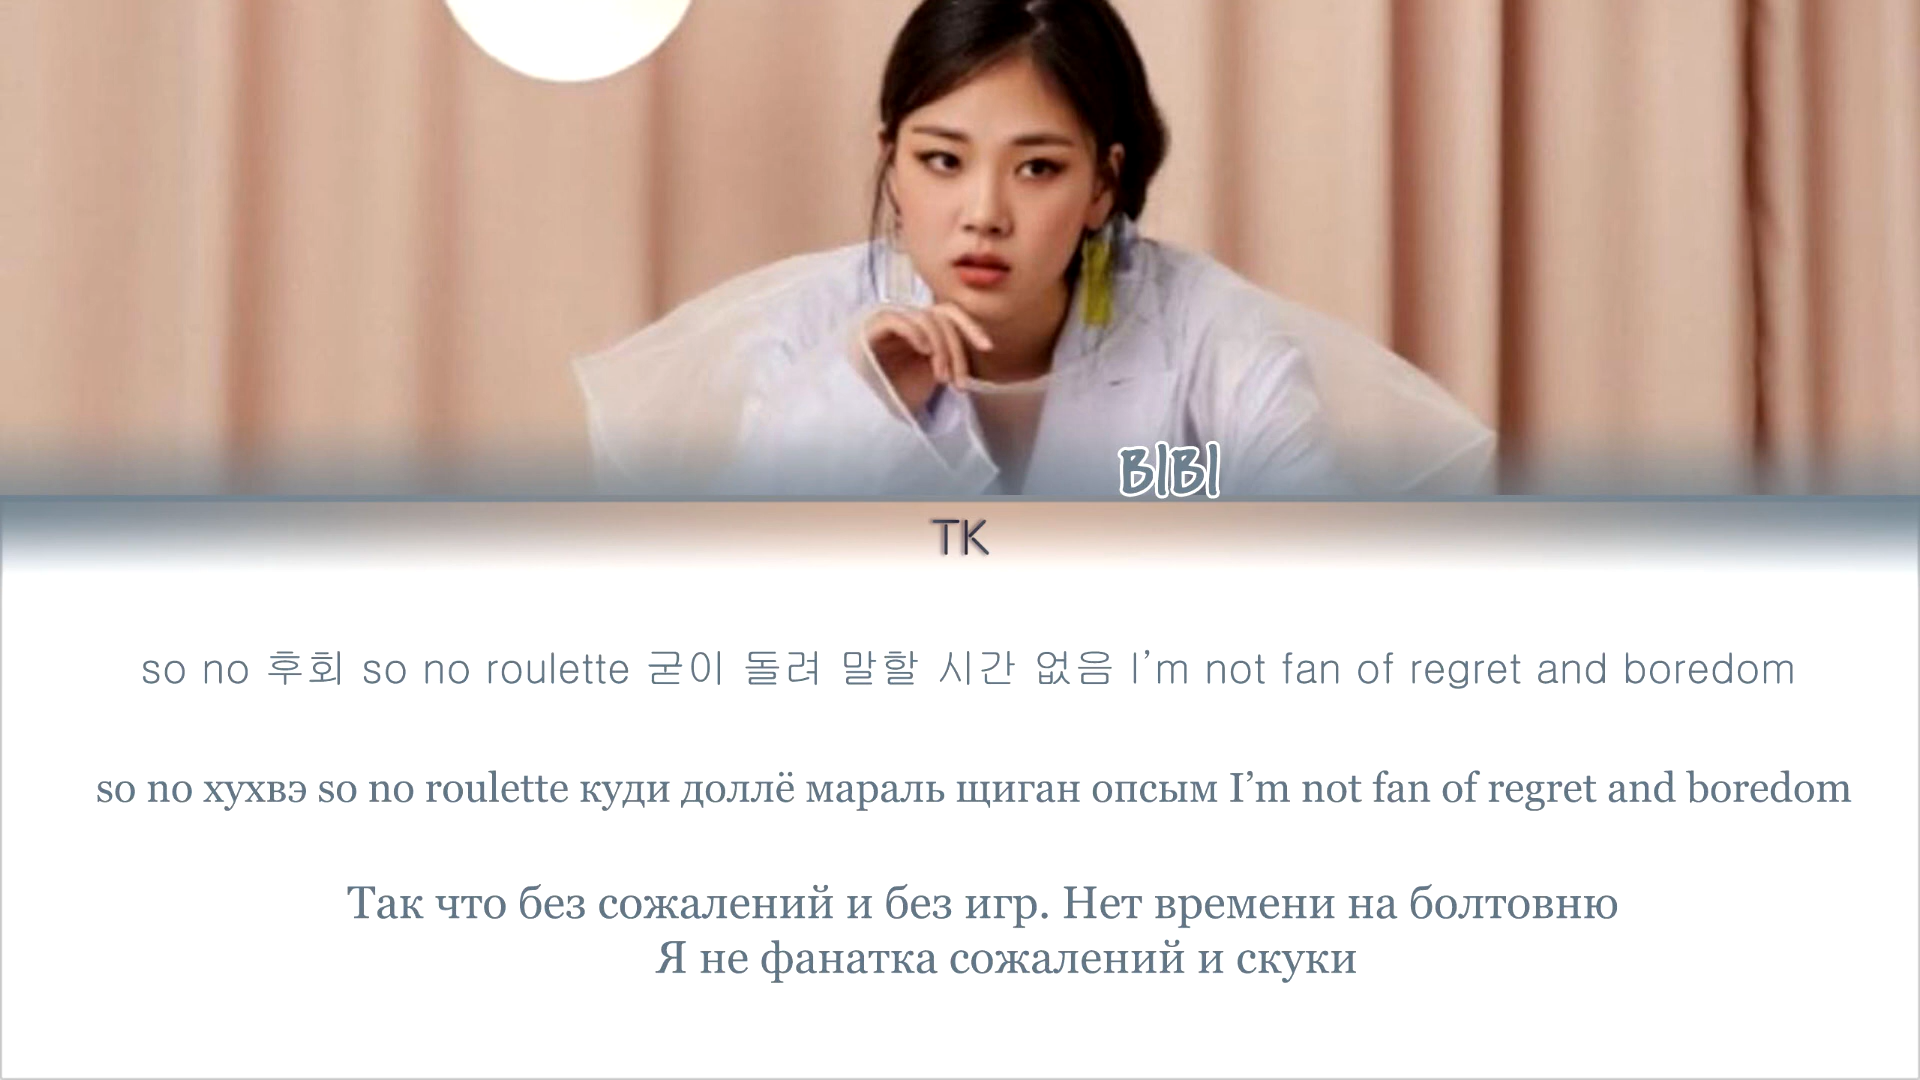 BIBI
TK
so no 후회 so no roulette 굳이 돌려 말할 시간 없음 I’m not fan of regret and boredom
so no хухвэ so no roulette куди доллё мараль щиган опсым I’m not fan of regret and boredom
Так что без сожалений и без игр. Нет времени на болтовню
Я не фанатка сожалений и скуки